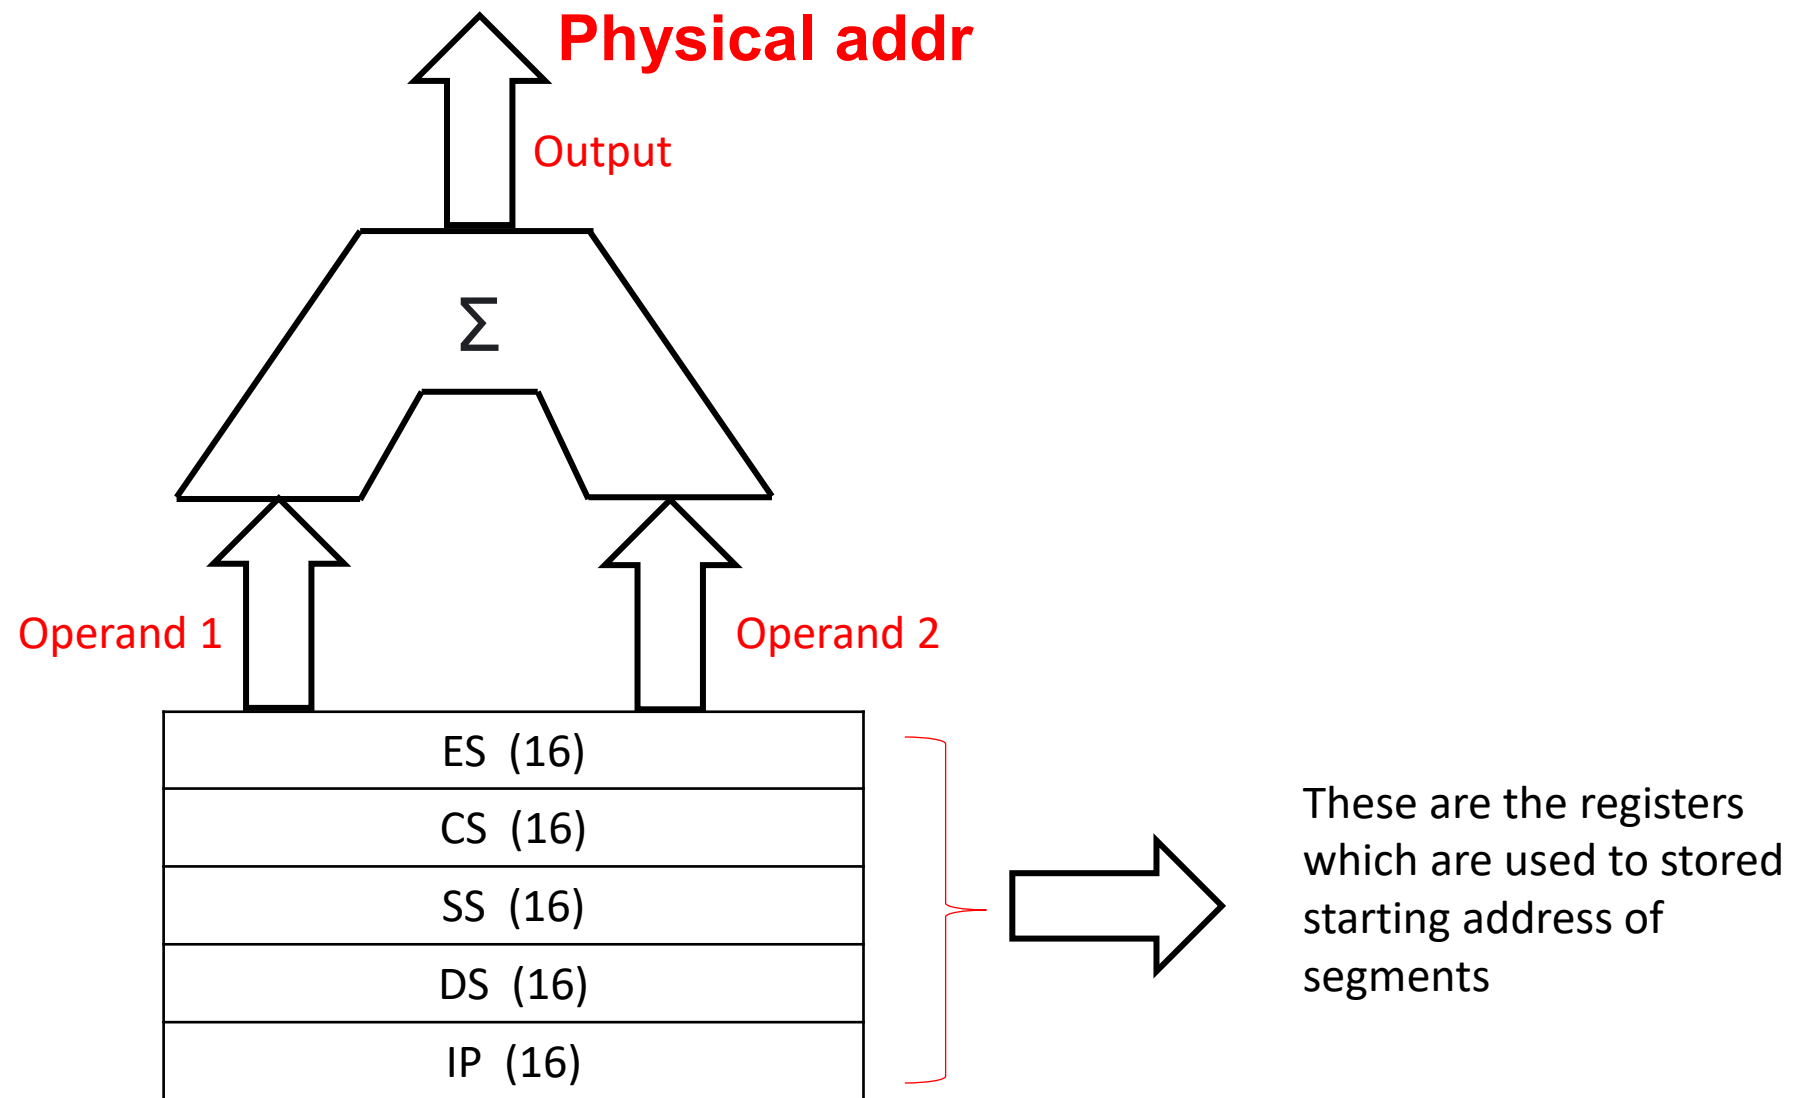 Physical addr
Output
Σ
Operand 1
Operand 2
ES (16)
CS (16)
SS (16)
DS (16)
IP (16)
These are the registers
which are used to stored
starting address of
segments